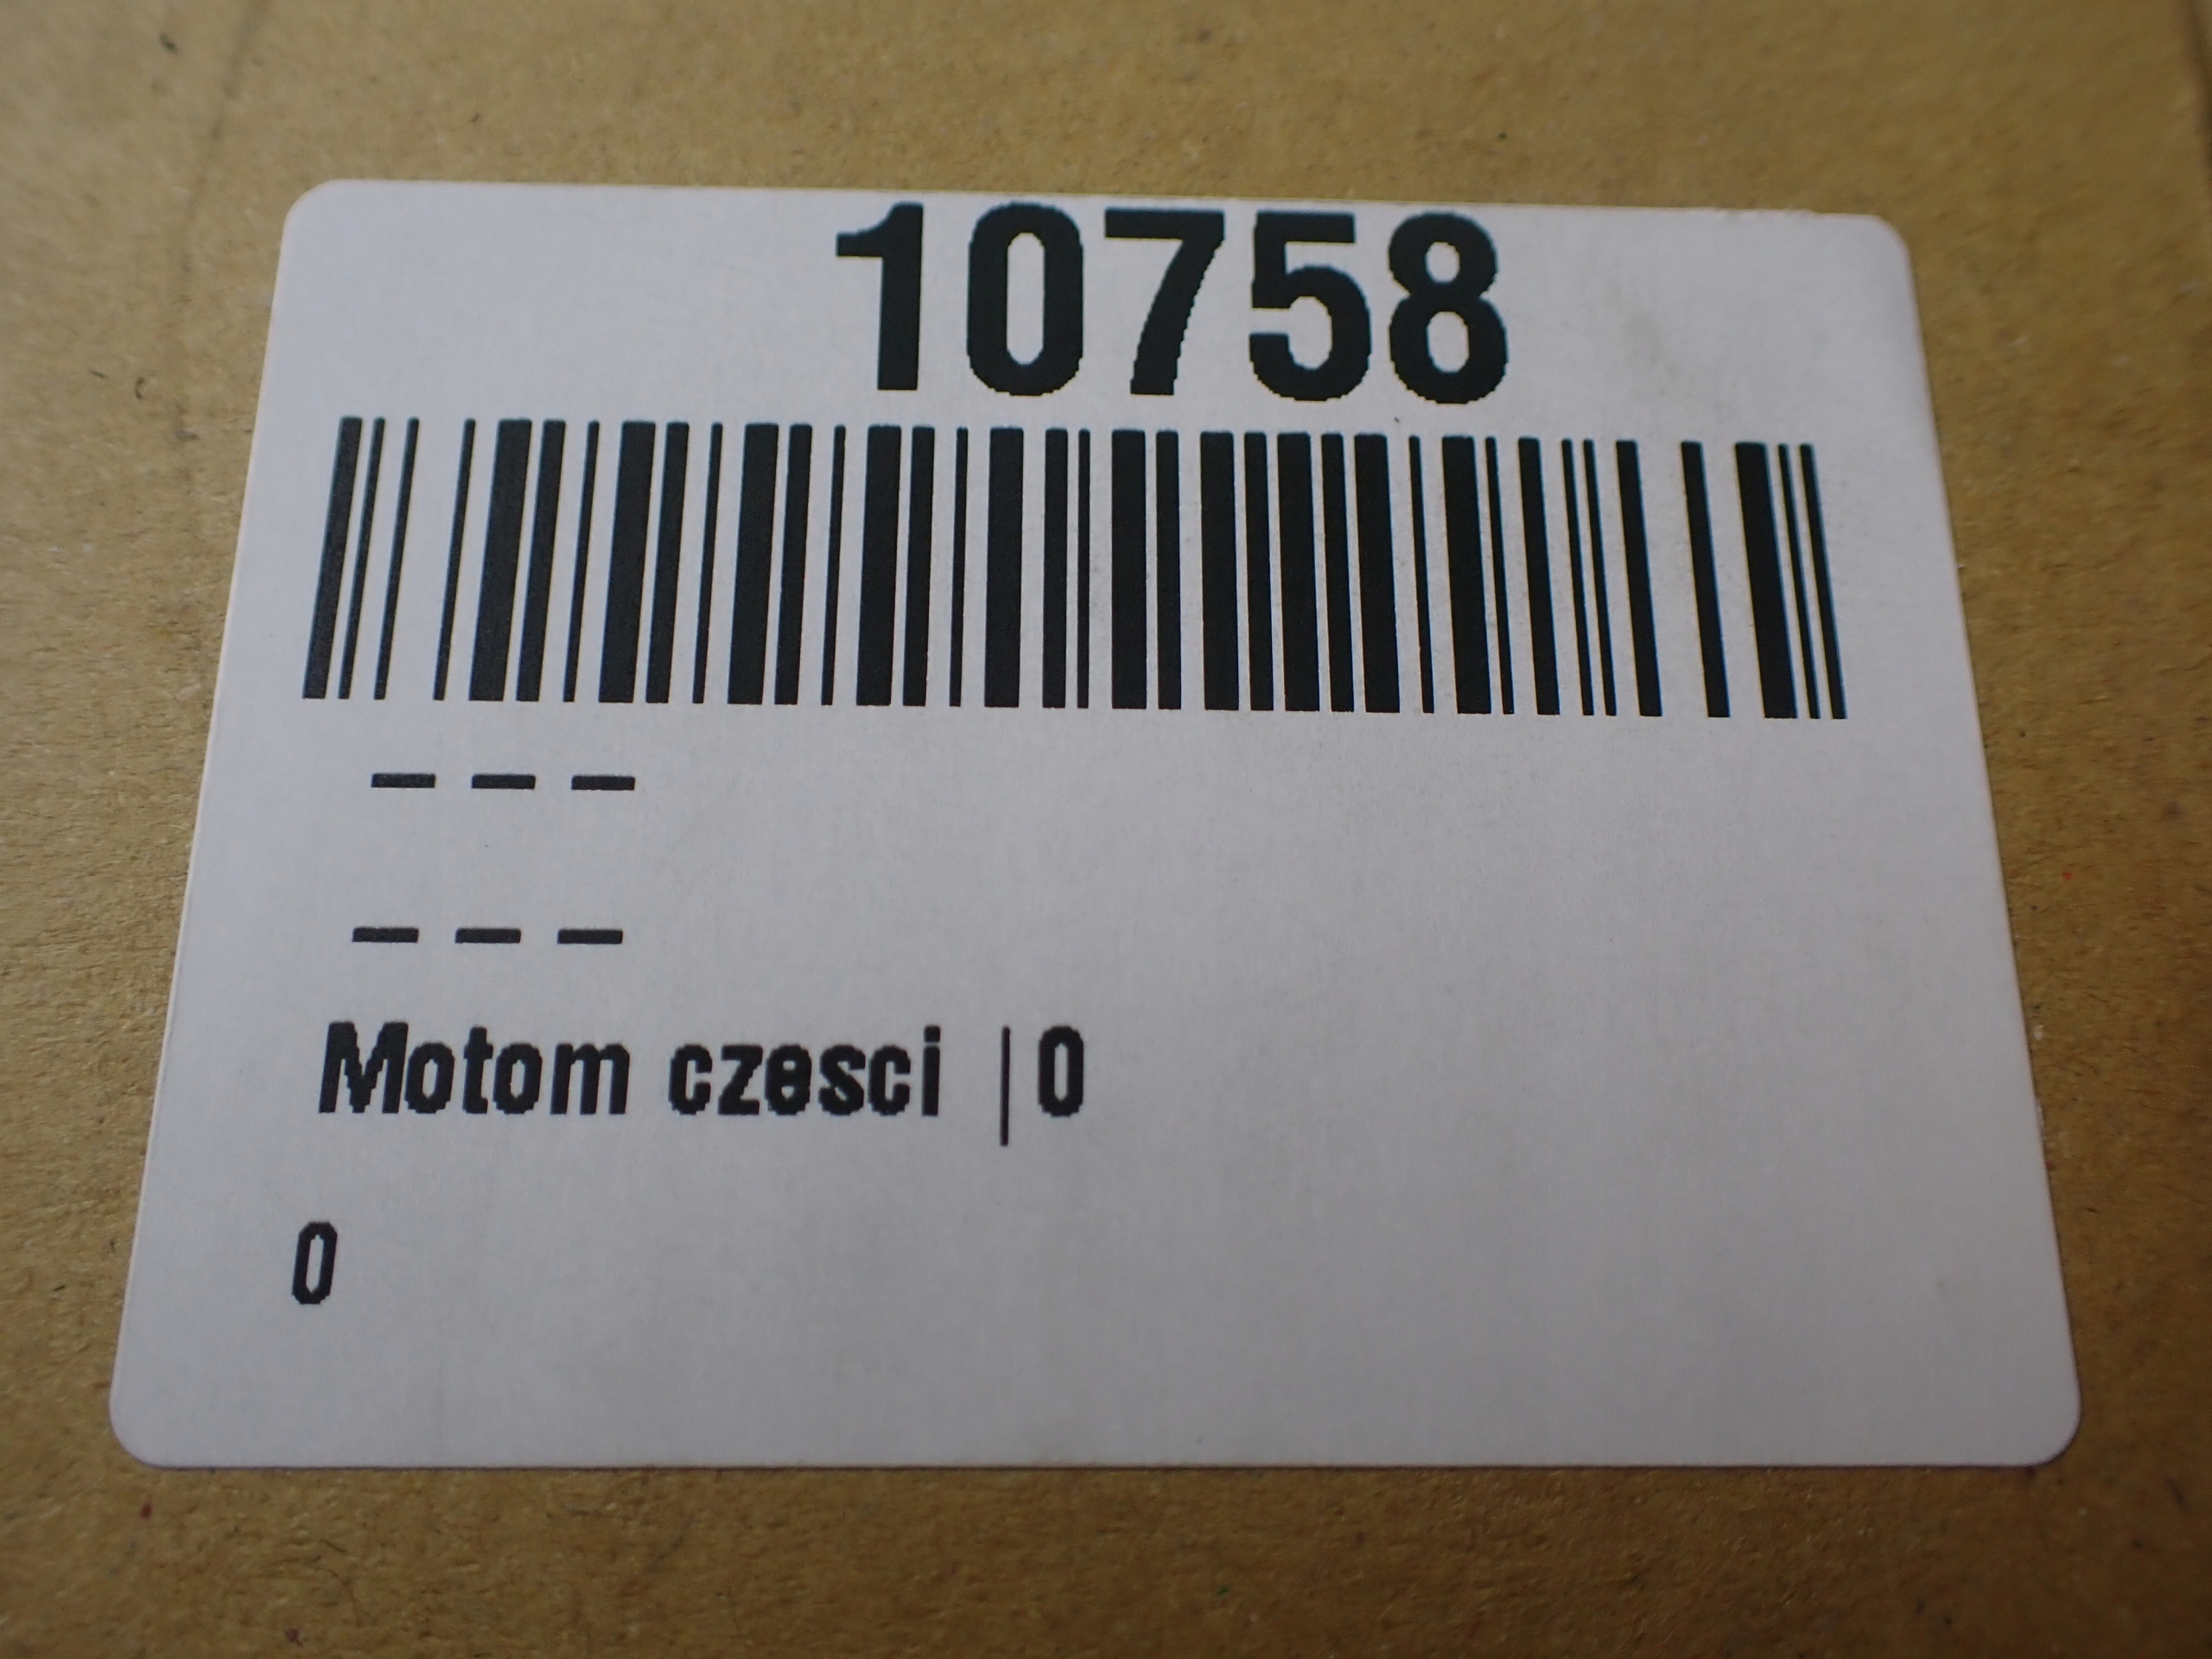 10758
– – –
– – –
Motom czesci |0
0